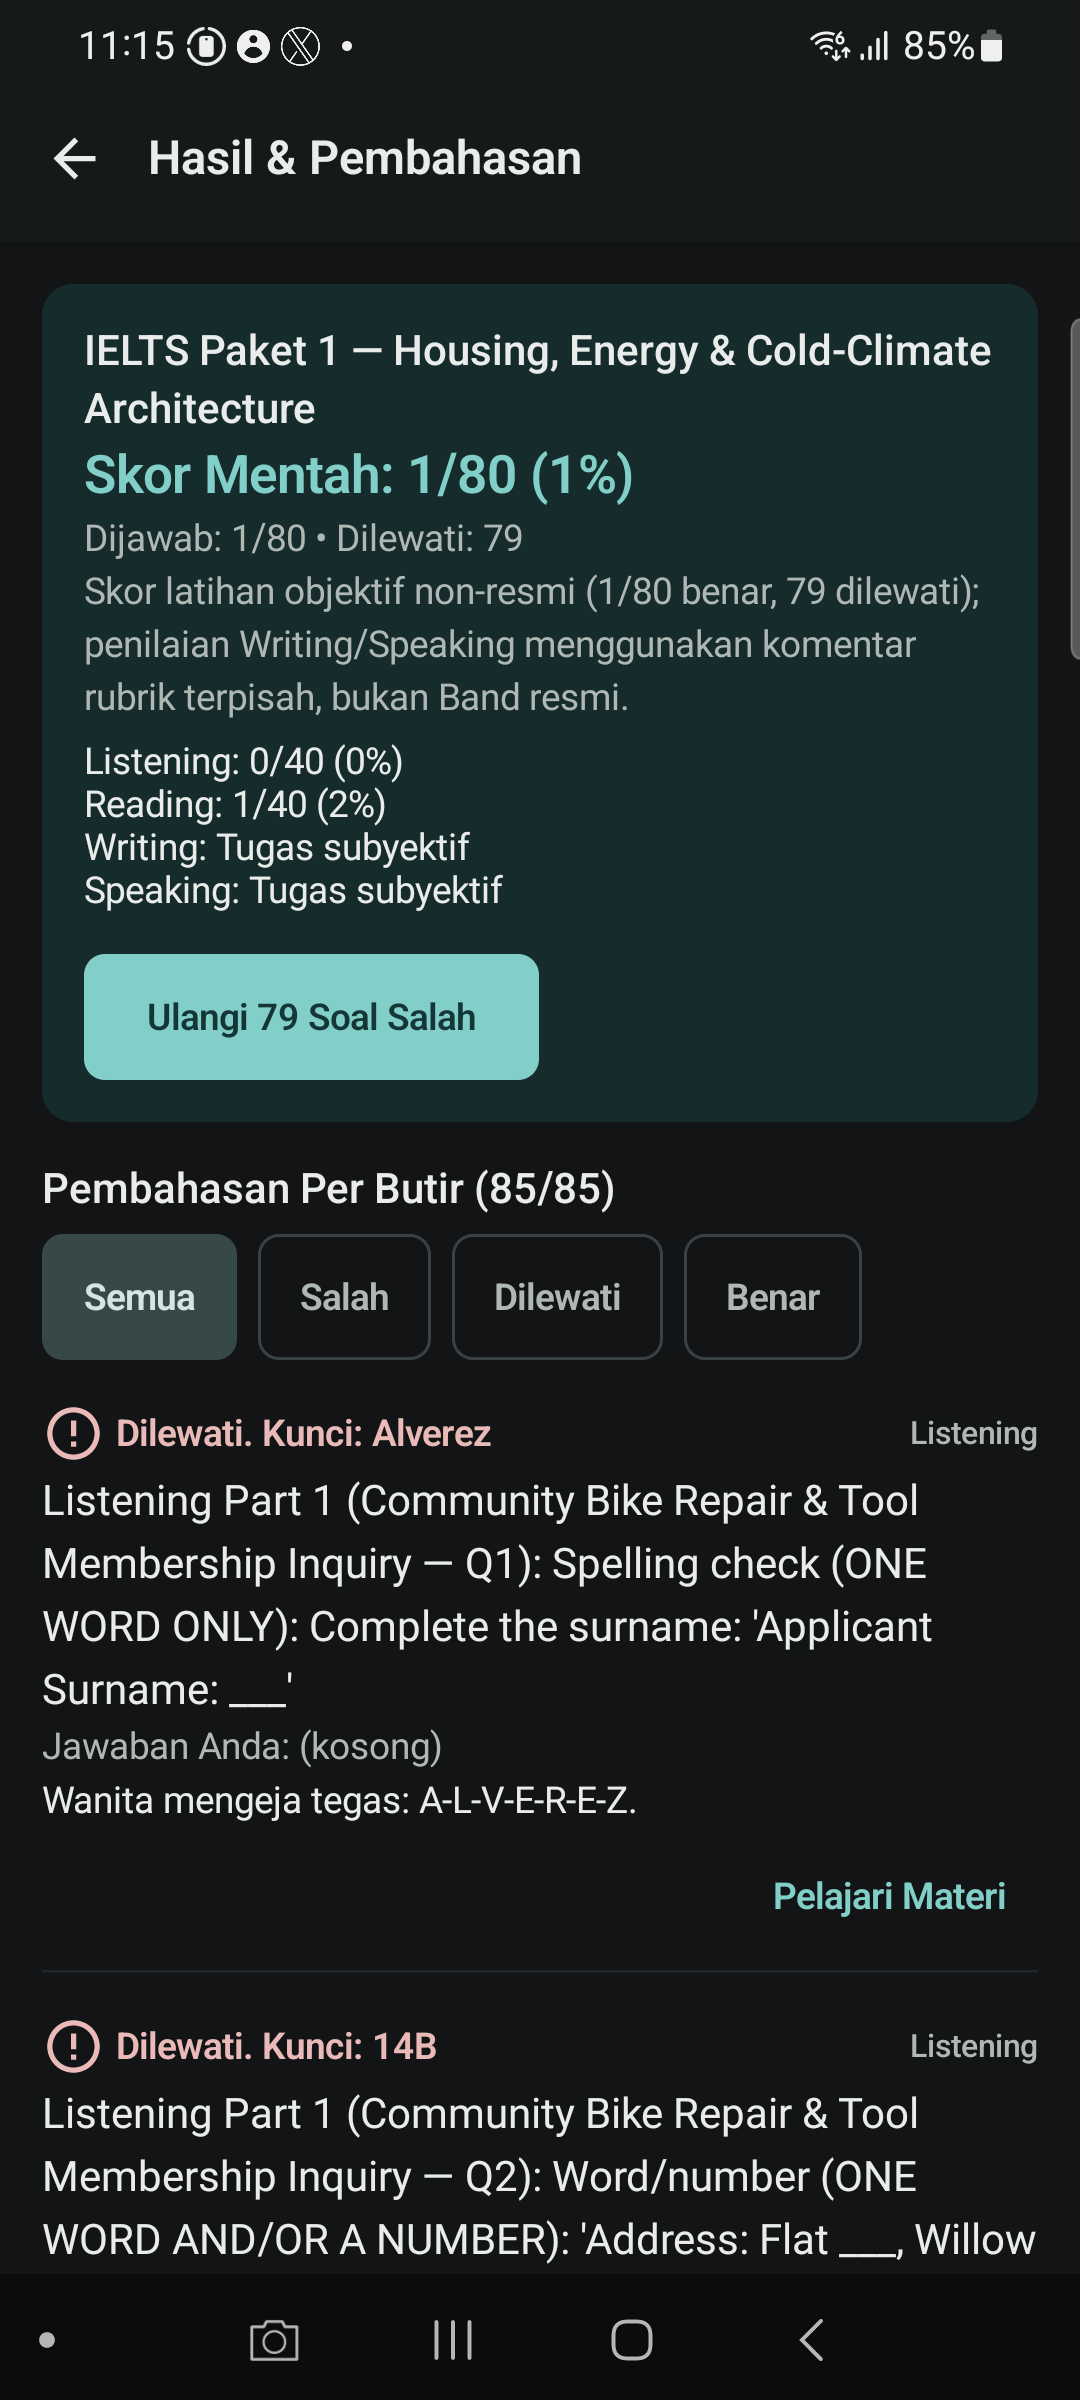 11:15
85%
Hasil & Pembahasan
IELTS Paket 1 — Housing, Energy & Cold-Climate
Architecture
Skor Mentah: 1/80 (1%)
Dijawab: 1/80 • Dilewati: 79
Skor latihan objektif non-resmi (1/80 benar, 79 dilewati);
penilaian Writing/Speaking menggunakan komentar
rubrik terpisah, bukan Band resmi.
Listening: 0/40 (0%)
Reading: 1/40 (2%)
Writing: Tugas subyektif
Speaking: Tugas subyektif
Ulangi 79 Soal Salah
Pembahasan Per Butir (85/85)
Semua Salah Dilewati Benar
Dilewati. Kunci: Alverez Listening
Listening Part 1 (Community Bike Repair & Tool
Membership Inquiry — Q1): Spelling check (ONE
WORD ONLY): Complete the surname: 'Applicant
Surname: ___'
Jawaban Anda: (kosong)
Wanita mengeja tegas: A-L-V-E-R-E-Z.
Pelajari Materi
Dilewati. Kunci: 14B Listening
Listening Part 1 (Community Bike Repair & Tool
Membership Inquiry — Q2): Word/number (ONE
WORD AND/OR A NUMBER): 'Address: Flat ___, Willow